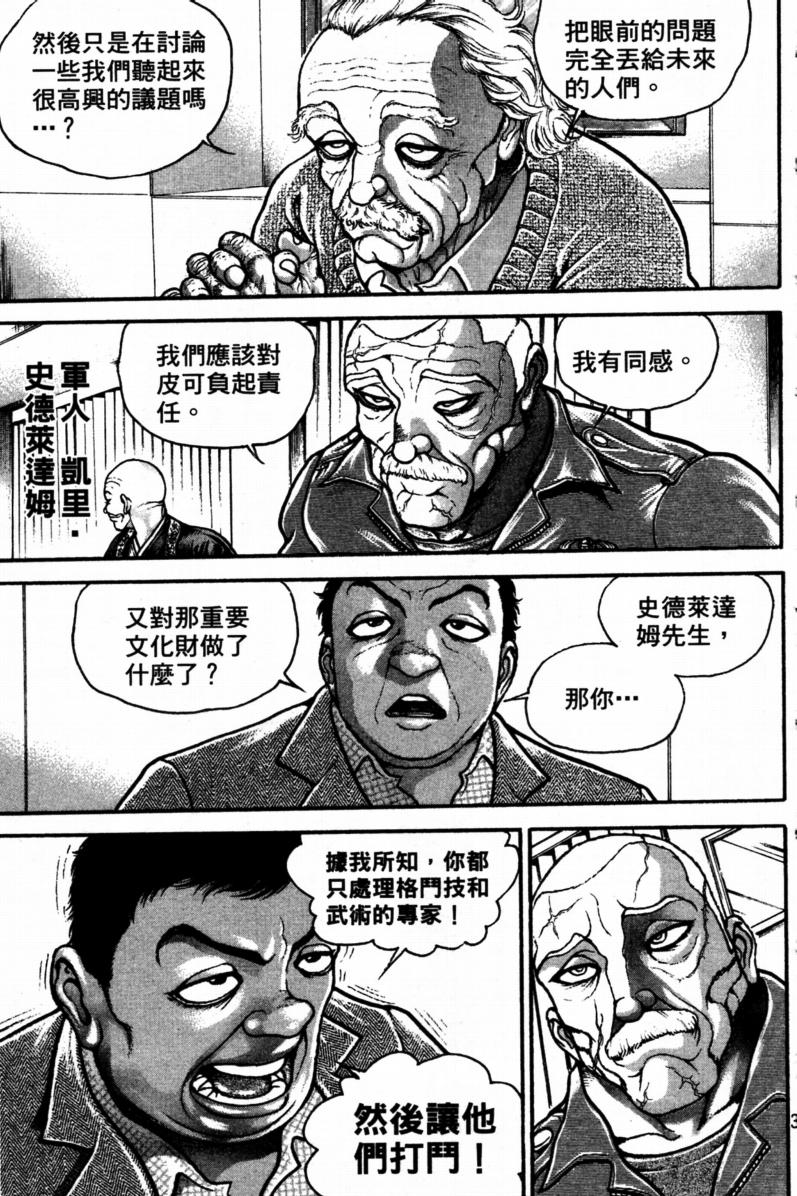 把眼前的問題
完全丟給未來
的人們。
然後只是在討論
一些我們聽起來
很高興的議題嗎
…？
我有同感。
我們應該對
皮可負起責
任。
軍人─凱里・
史德萊達姆
史德萊達
姆先生，
那你…
又對那重要
文化財做了
什麼了？
據我所知，你都
只處理格鬥技和
武術的專家！
然後讓他
們打鬥！
3